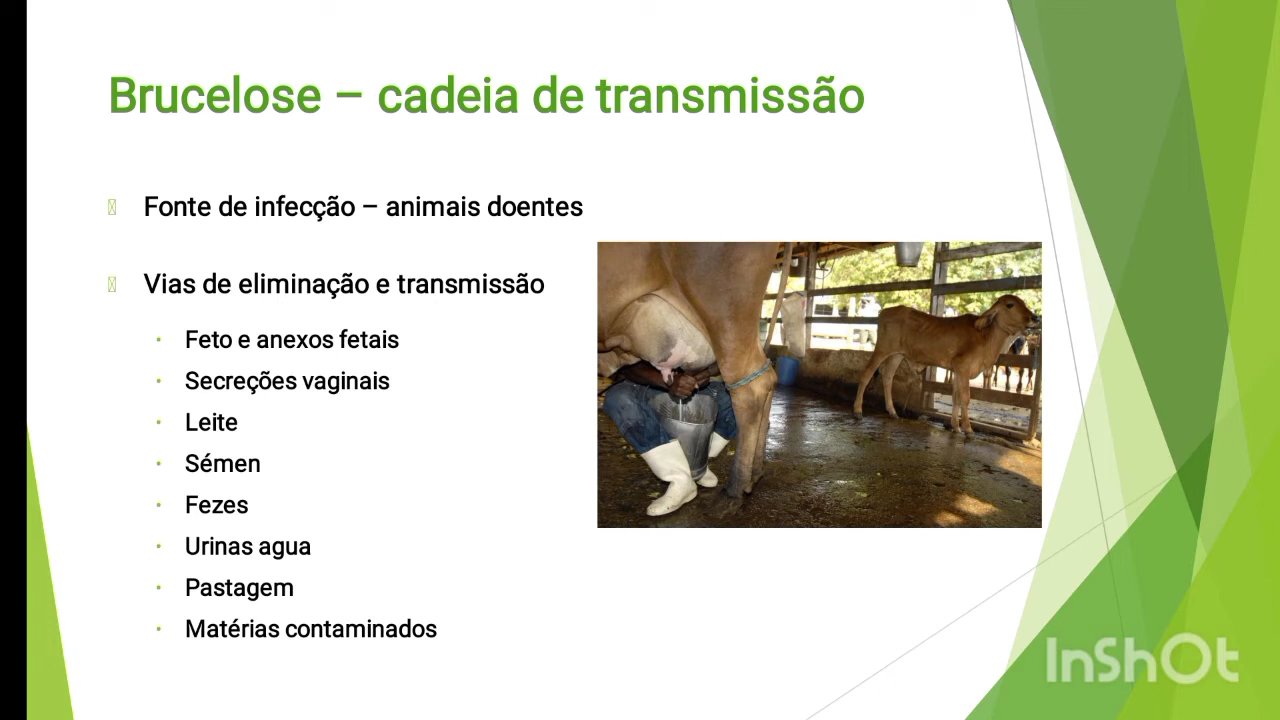 Brucelose – cadeia de transmissão
Fonte de infecção – animais doentes
Vias de eliminação e transmissão
Feto e anexos fetais
Secreções vaginais
Leite
Sémen
Fezes
Urinas agua
Pastagem
Matérias contaminados
InShOt